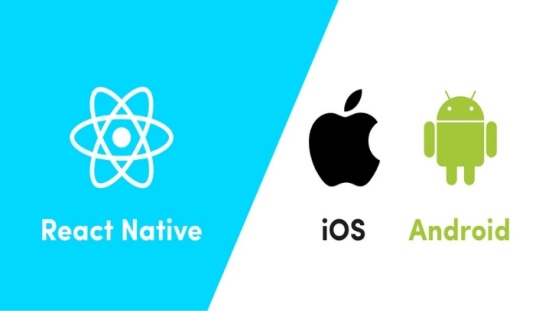 React Native
iOS
Android